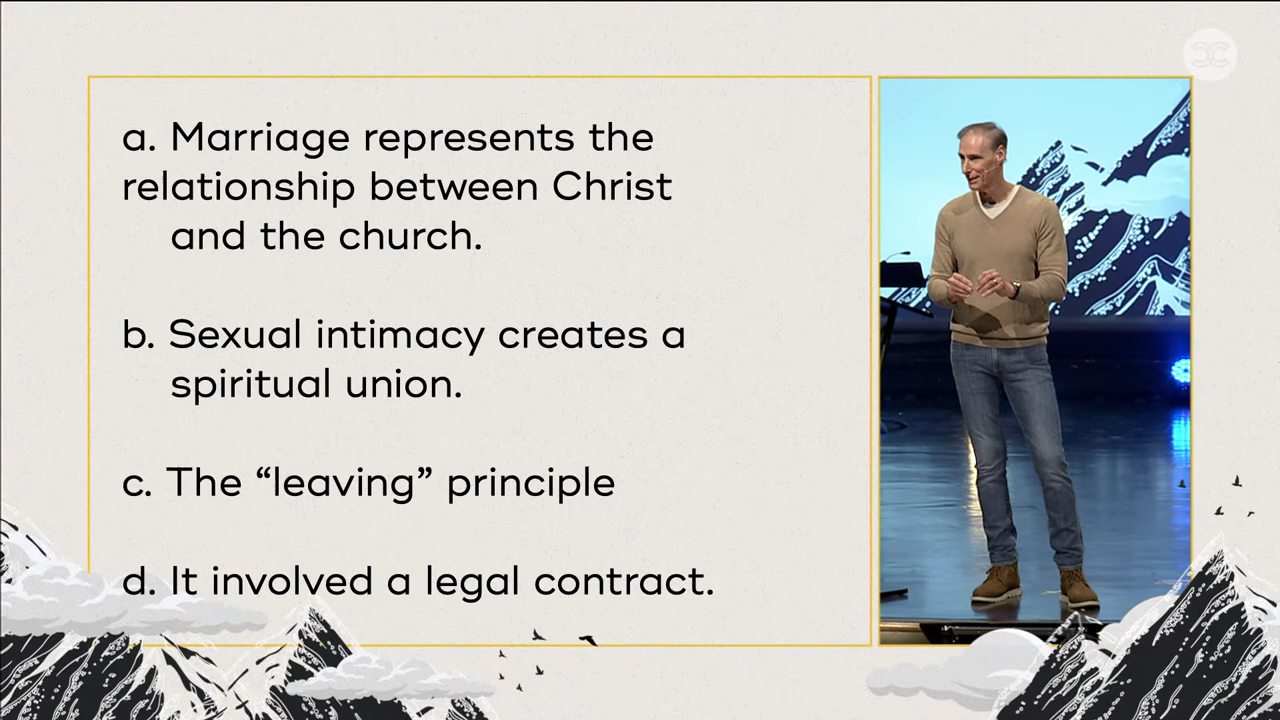 a. Marriage represents the
relationship between Christ
and the church.
b. Sexual intimacy creates a
spiritual union.
c. The “leaving” principle
d. It involved a legal contract.